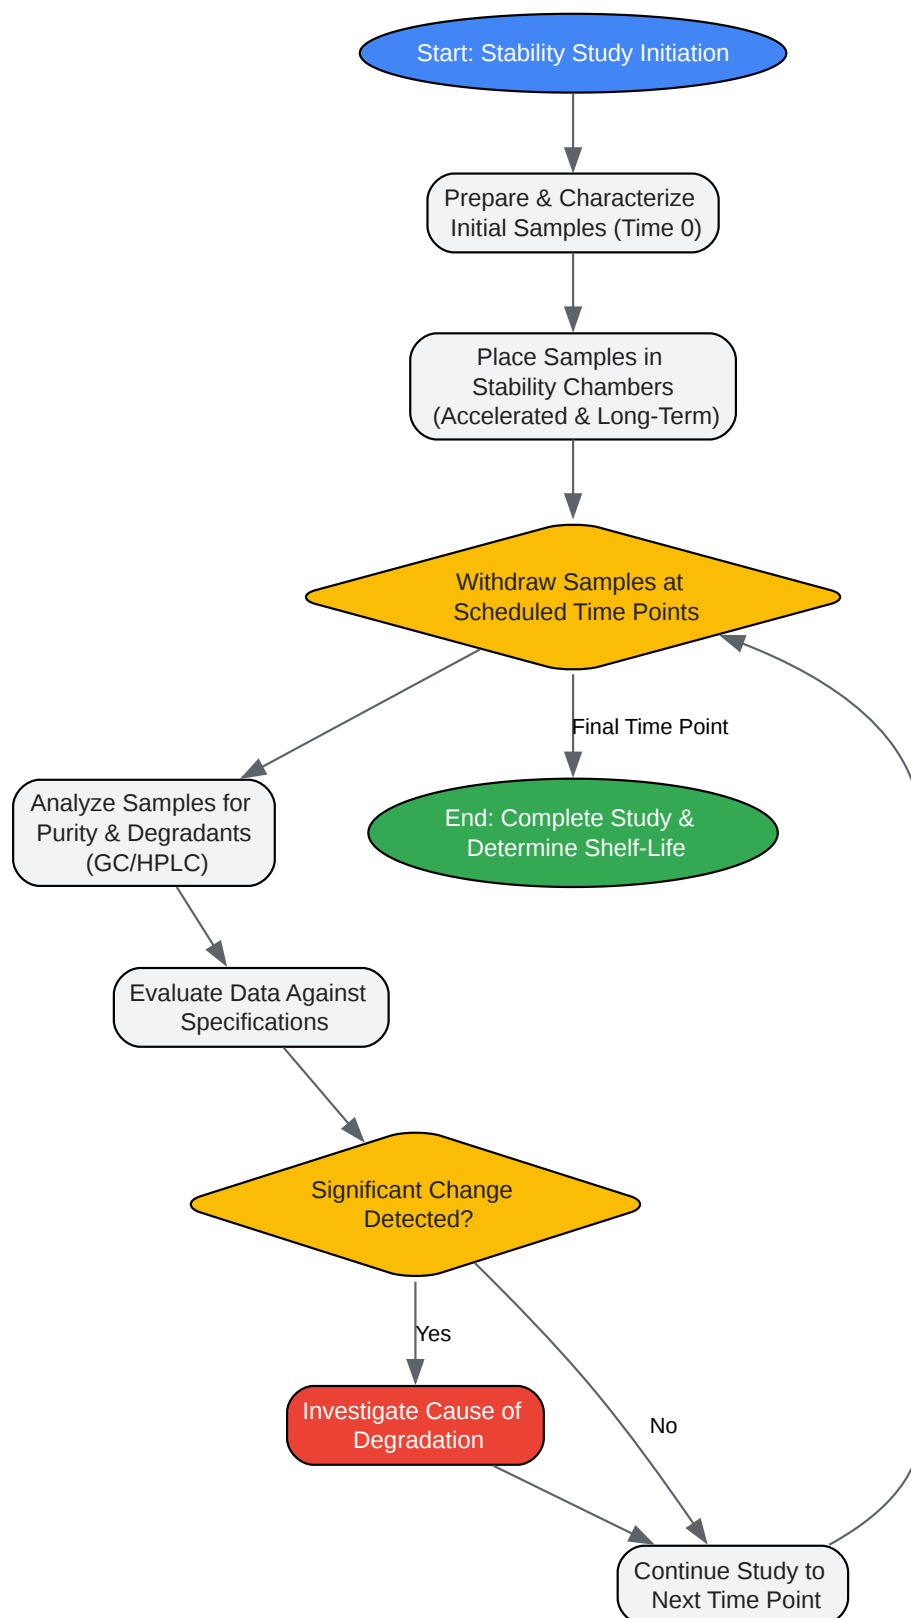 Start: Stability Study Initiation
Prepare & Characterize
Initial Samples (Time 0)
Place Samples in
Stability Chambers
(Accelerated & Long-Term)
Withdraw Samples at
Scheduled Time Points
Final Time Point
Analyze Samples for
Purity & Degradants
(GC/HPLC)
End: Complete Study &
Determine Shelf-Life
Evaluate Data Against
Specifications
Significant Change
Detected?
Yes
Investigate Cause of
Degradation
No
Continue Study to
Next Time Point